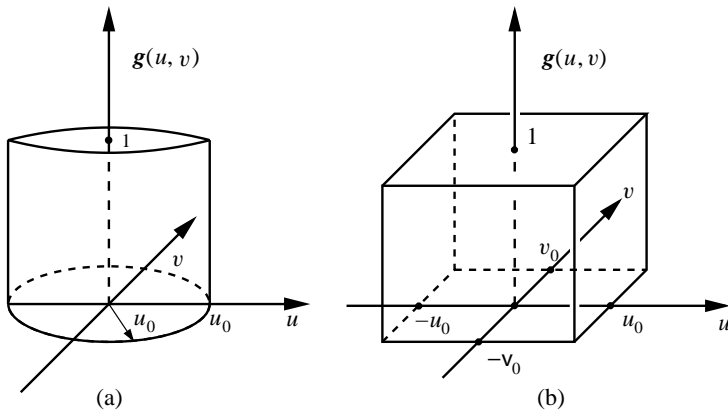 g(u, v)
1
v
u₀
u₀
u
(a)
g(u, v)
1
v
v₀
−u₀
u₀
u
−v₀
(b)